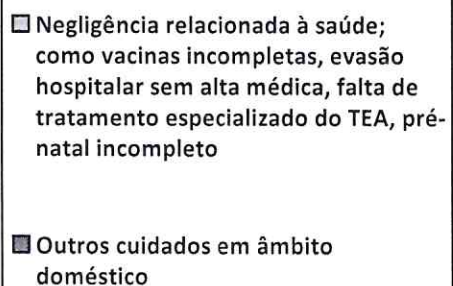 Negligência relacionada à saúde;
como vacinas incompletas, evasão
hospitalar sem alta médica, falta de
tratamento especializado do TEA, pré-
natal incompleto
Outros cuidados em âmbito
doméstico